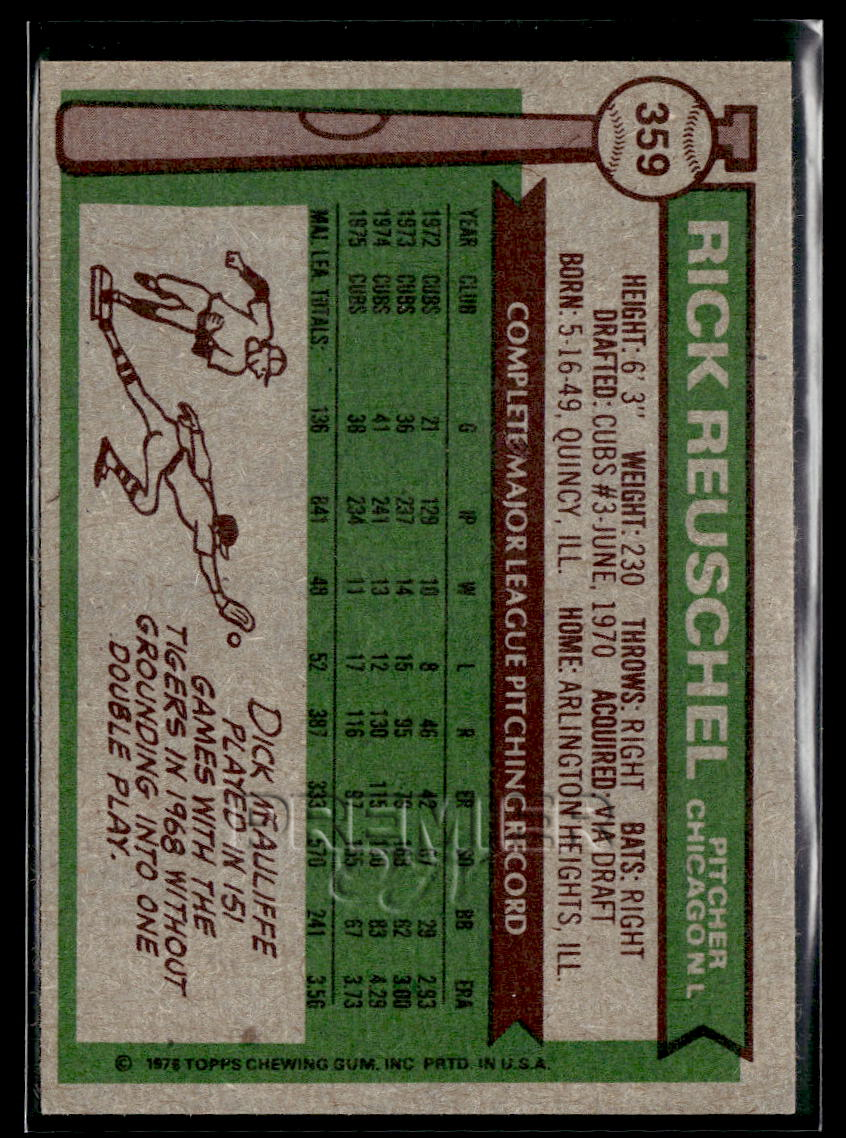 359
RICK REUSCHEL
PITCHER
CHICAGO N L
HEIGHT: 6' 3" WEIGHT: 230 THROWS: RIGHT BATS: RIGHT
DRAFTED: CUBS #3-JUNE, 1970 ACQUIRED: VIA DRAFT
BORN: 5-16-49, QUINCY, ILL. HOME: ARLINGTON HEIGHTS, ILL.
COMPLETE MAJOR LEAGUE PITCHING RECORD
YEAR CLUB G IP W L R ER SO BB ERA
1972 CUBS 21 129 10 8 46 42 87 29 2.93
1973 CUBS 36 237 14 15 95 79 168 62 3.00
1974 CUBS 41 241 13 12 130 115 160 83 4.29
1975 CUBS 38 234 11 17 116 97 155 67 3.73
MAJ. LEA. TOTALS: 136 841 48 52 387 333 570 241 3.56
DICK McAULIFFE
PLAYED IN 151
GAMES WITH THE
TIGERS IN 1968 WITHOUT
GROUNDING INTO ONE
DOUBLE PLAY.
© 1976 TOPPS CHEWING GUM, INC. PRTD. IN U.S.A.
PREMIER